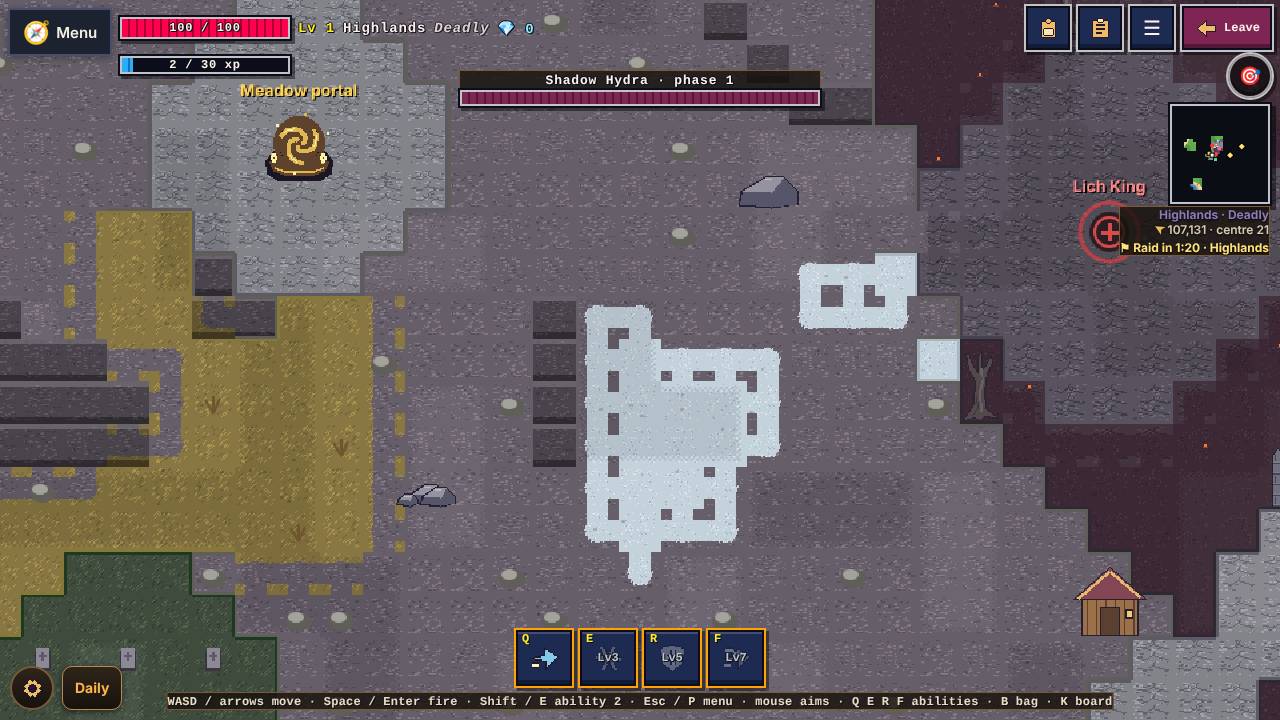 Menu
100 / 100
Lv 1 Highlands Deadly 0
2 / 30 xp
Leave
Shadow Hydra · phase 1
Meadow portal
Lich King
Highlands · Deadly
107,131 · centre 21
Raid in 1:20 · Highlands
Q
E
R
F
Lv3
Lv5
Lv7
Daily
WASD / arrows move · Space / Enter fire · Shift / E ability 2 · Esc / P menu · mouse aims · Q E R F abilities · B bag · K board